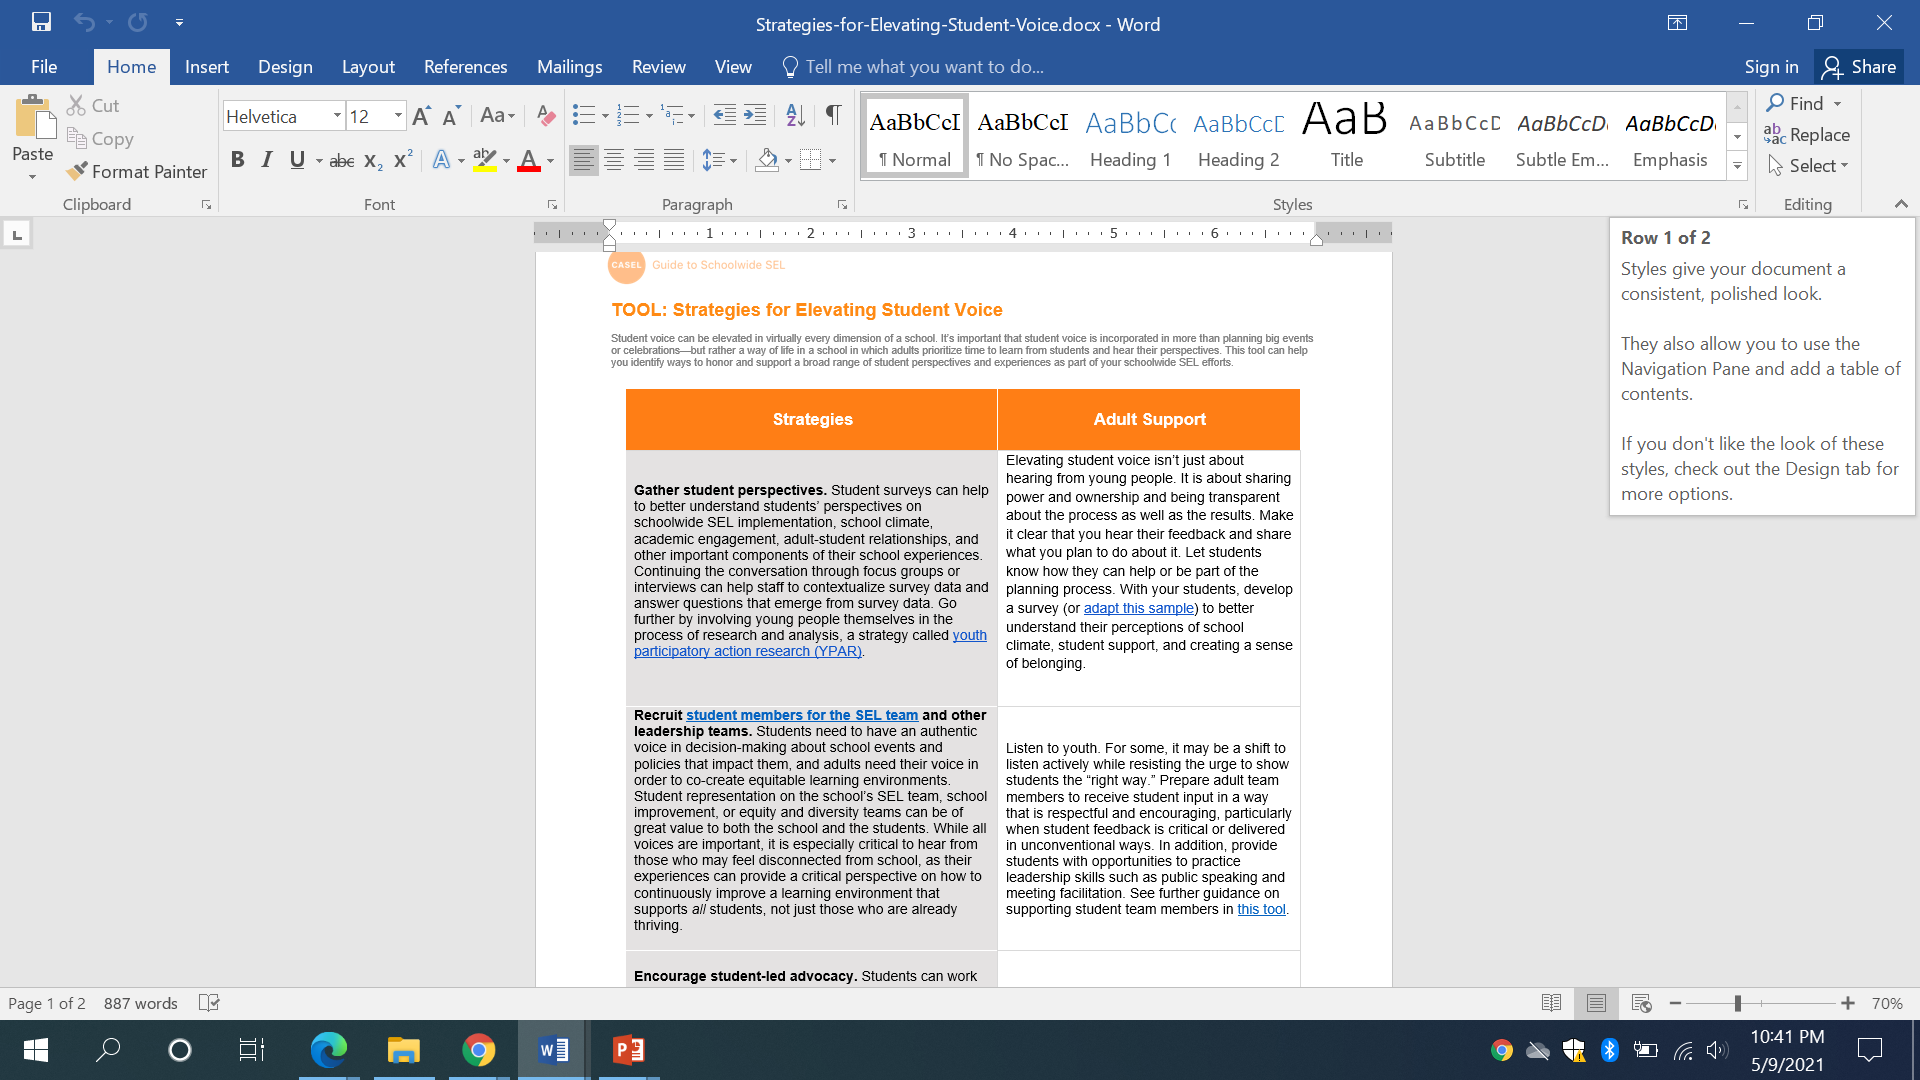 Strategies-for-Elevating-Student-Voice.docx - Word
File
Home
Insert
Design
Layout
References
Mailings
Review
View
Tell me what you want to do...
Sign in
Share
Paste
Cut
Copy
Format Painter
Clipboard
Helvetica
12
Font
Paragraph
AaBbCcI
¶ Normal
AaBbCcI
¶ No Spac...
AaBbCc
Heading 1
AaBbCcD
Heading 2
AaB
Title
AaBbCcD
Subtitle
AaBbCcD
Subtle Em...
AaBbCcD
Emphasis
Styles
Find
Replace
Select
Editing
Row 1 of 2
Styles give your document a
consistent, polished look.
They also allow you to use the
Navigation Pane and add a table of
contents.
If you don't like the look of these
styles, check out the Design tab for
more options.
1 2 3 4 5 6
CASEL Guide to Schoolwide SEL
TOOL: Strategies for Elevating Student Voice
Student voice can be elevated in virtually every dimension of a school. It's important that student voice is incorporated in more than planning big events
or celebrations—but rather a way of life in a school in which adults prioritize time to learn from students and hear their perspectives. This tool can help
you identify ways to honor and support a broad range of student perspectives and experiences as part of your schoolwide SEL efforts.
Strategies
Adult Support
Gather student perspectives. Student surveys can help
to better understand students’ perspectives on
schoolwide SEL implementation, school climate,
academic engagement, adult-student relationships, and
other important components of their school experiences.
Continuing the conversation through focus groups or
interviews can help staff to contextualize survey data and
answer questions that emerge from survey data. Go
further by involving young people themselves in the
process of research and analysis, a strategy called youth
participatory action research (YPAR).
Elevating student voice isn’t just about
hearing from young people. It is about sharing
power and ownership and being transparent
about the process as well as the results. Make
it clear that you hear their feedback and share
what you plan to do about it. Let students
know how they can help or be part of the
planning process. With your students, develop
a survey (or adapt this sample) to better
understand their perceptions of school
climate, student support, and creating a sense
of belonging.
Recruit student members for the SEL team and other
leadership teams. Students need to have an authentic
voice in decision-making about school events and
policies that impact them, and adults need their voice in
order to co-create equitable learning environments.
Student representation on the school’s SEL team, school
improvement, or equity and diversity teams can be of
great value to both the school and the students. While all
voices are important, it is especially critical to hear from
those who may feel disconnected from school, as their
experiences can provide a critical perspective on how to
continuously improve a learning environment that
supports all students, not just those who are already
thriving.
Listen to youth. For some, it may be a shift to
listen actively while resisting the urge to show
students the “right way.” Prepare adult team
members to receive student input in a way
that is respectful and encouraging, particularly
when student feedback is critical or delivered
in unconventional ways. In addition, provide
students with opportunities to practice
leadership skills such as public speaking and
meeting facilitation. See further guidance on
supporting student team members in this tool.
Encourage student-led advocacy. Students can work
Page 1 of 2
887 words
70%
10:41 PM
5/9/2021